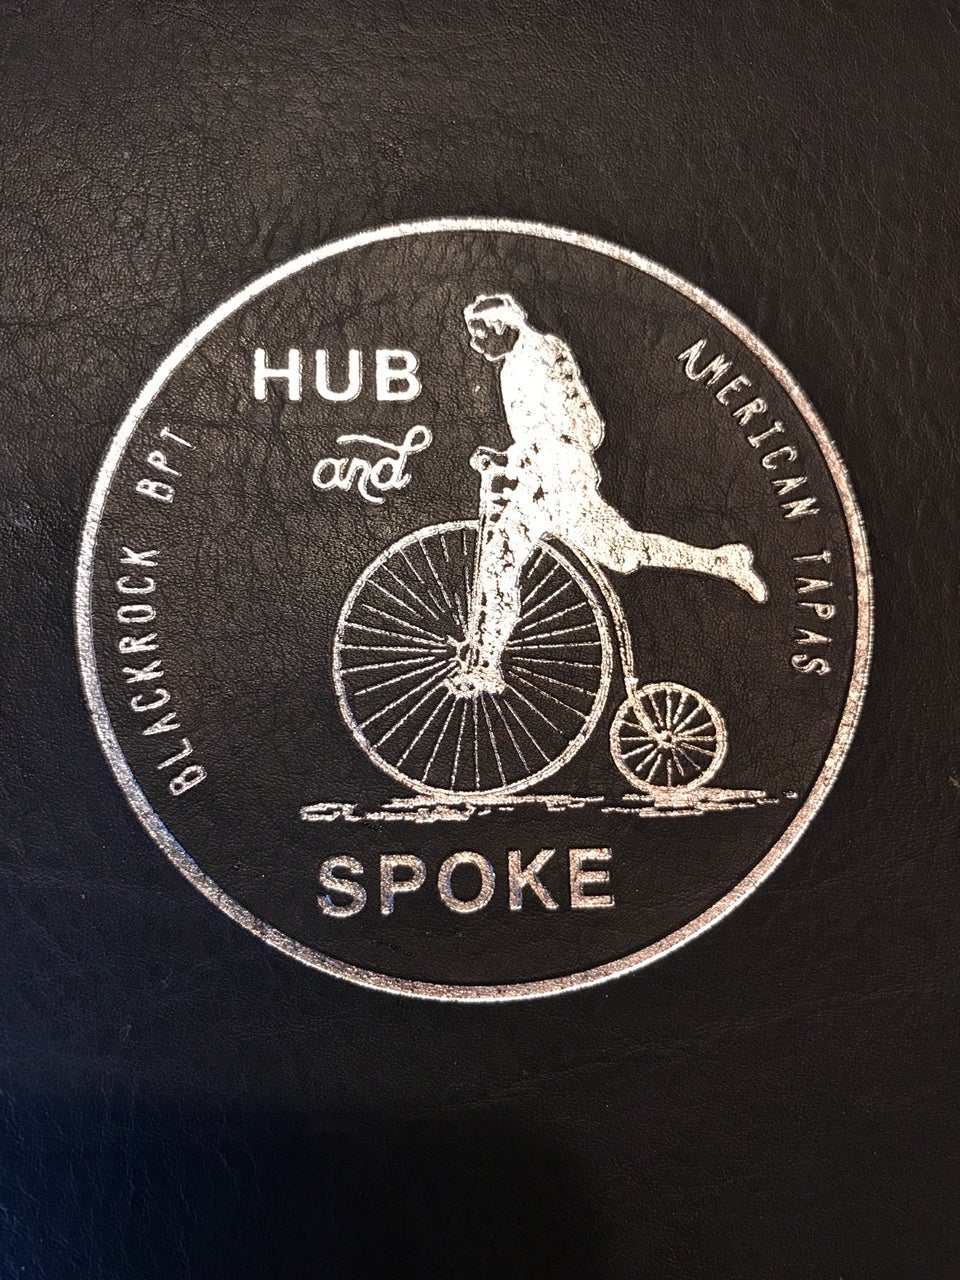 HUB
and
SPOKE
BLACKROCK BPT
AMERICAN TAPAS